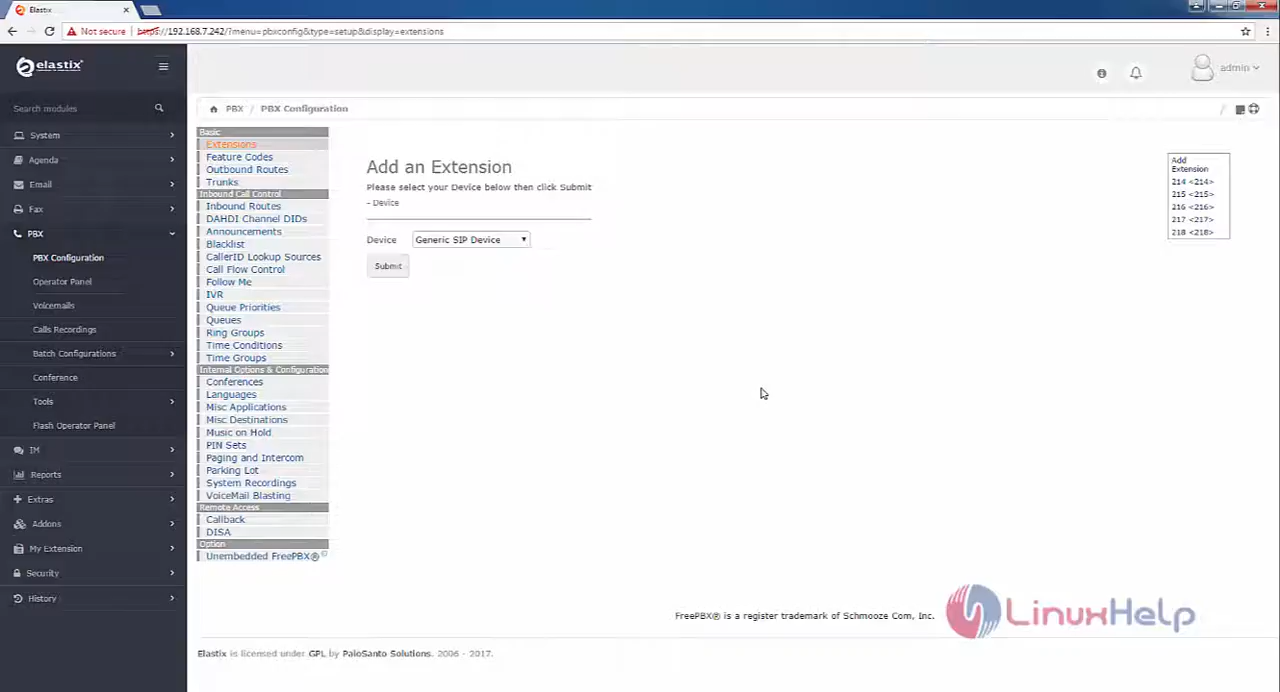 Elastix
Not secure | https://192.168.7.242/?menu=pbxconfig&type=setup&display=extensions
elastix
admin
Search modules
System
Agenda
Email
Fax
PBX
PBX Configuration
Operator Panel
Voicemails
Calls Recordings
Batch Configurations
Conference
Tools
Flash Operator Panel
IM
Reports
Extras
Addons
My Extension
Security
History
PBX / PBX Configuration /
Basic
Extensions
Feature Codes
Outbound Routes
Trunks
Inbound Call Control
Inbound Routes
DAHDI Channel DIDs
Announcements
Blacklist
CallerID Lookup Sources
Call Flow Control
Follow Me
IVR
Queue Priorities
Queues
Ring Groups
Time Conditions
Time Groups
Internal Options & Configuration
Conferences
Languages
Misc Applications
Misc Destinations
Music on Hold
PIN Sets
Paging and Intercom
Parking Lot
System Recordings
VoiceMail Blasting
Remote Access
Callback
DISA
Option
Unembedded FreePBX®
Add an Extension
Please select your Device below then click Submit
- Device
Device Generic SIP Device
Submit
Add
Extension
214 <214>
215 <215>
216 <216>
217 <217>
218 <218>
FreePBX® is a register trademark of Schmooze Com, Inc.
LinuxHelp
Elastix is licensed under GPL by PaloSanto Solutions. 2006 - 2017.